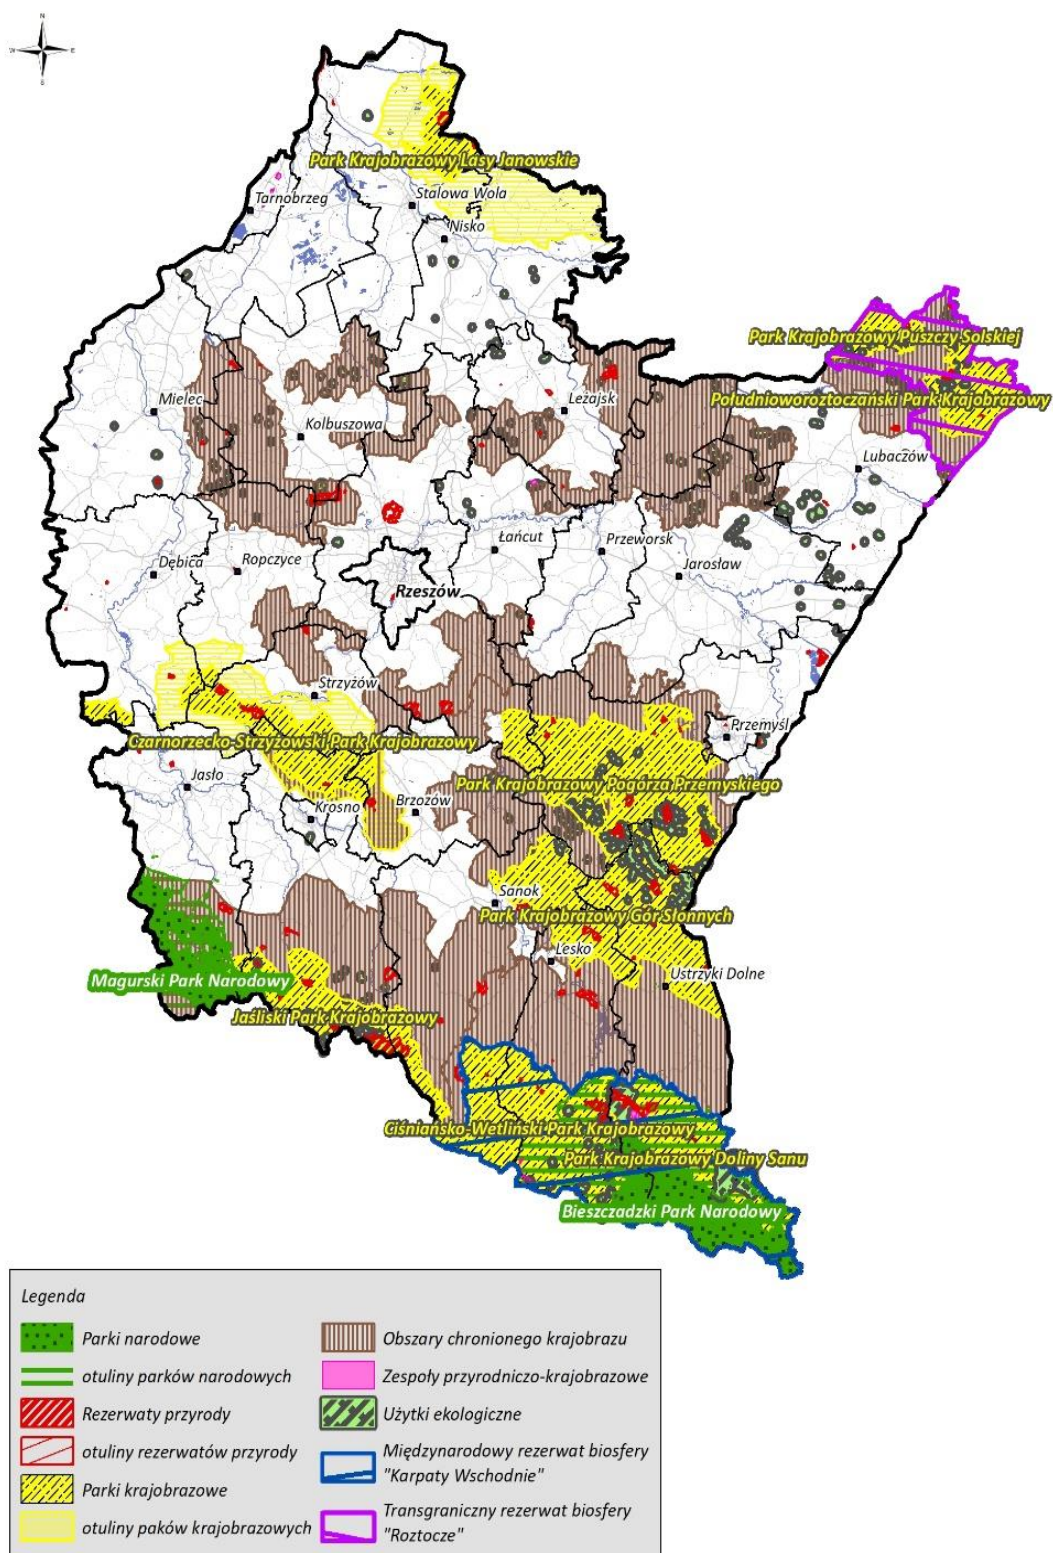 N
W
E
S
Park Krajobrazowy Lasy Janowskie
Stalowa Wola
Tarnobrzeg
Nisko
Park Krajobrazowy Puszczy Solskiej
Południoworoztoczański Park Krajobrazowy
Mielec
Leżajsk
Kolbuszowa
Lubaczów
Łańcut
Przeworsk
Dębica
Ropczyce
Jarosław
Rzeszów
Strzyżów
Przemyśl
Czarnorzecko-Strzyżowski Park Krajobrazowy
Jasło
Park Krajobrazowy Pogórza Przemyskiego
Krosno
Brzozów
Sanok
Park Krajobrazowy Gór Słonnych
Lesko
Ustrzyki Dolne
Magurski Park Narodowy
Jaśliski Park Krajobrazowy
Ciśniańsko-Wetliński Park Krajobrazowy
Park Krajobrazowy Doliny Sanu
Bieszczadzki Park Narodowy
Legenda
Parki narodowe
otuliny parków narodowych
Rezerwaty przyrody
otuliny rezerwatów przyrody
Parki krajobrazowe
otuliny paków krajobrazowych
Obszary chronionego krajobrazu
Zespoły przyrodniczo-krajobrazowe
Użytki ekologiczne
Międzynarodowy rezerwat biosfery
"Karpaty Wschodnie"
Transgraniczny rezerwat biosfery
"Roztocze"